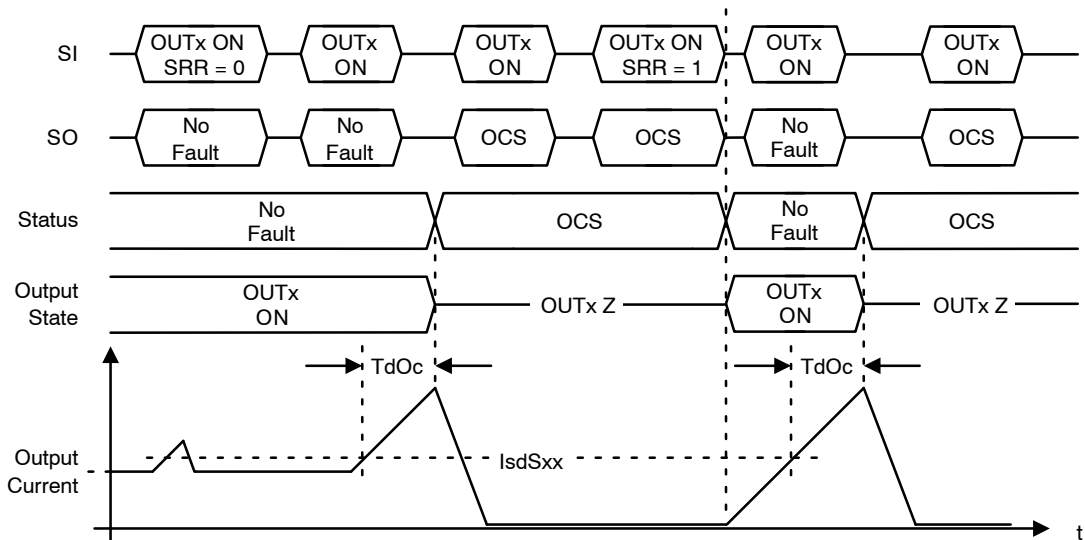 SI
OUTx ON
SRR = 0
OUTx
ON
OUTx
ON
OUTx ON
SRR = 1
OUTx
ON
OUTx
ON
SO
No
Fault
No
Fault
OCS
OCS
No
Fault
OCS
Status
No
Fault
OCS
No
Fault
OCS
Output
State
OUTx
ON
OUTx Z
OUTx
ON
OUTx Z
TdOc
TdOc
Output
Current
IsdSxx
t